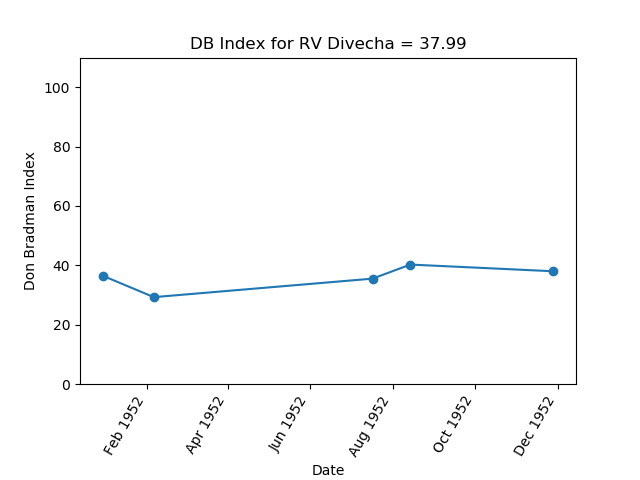 DB Index for RV Divecha = 37.99
100
80
60
40
20
0
Don Bradman Index
Feb 1952
Apr 1952
Jun 1952
Aug 1952
Oct 1952
Dec 1952
Date